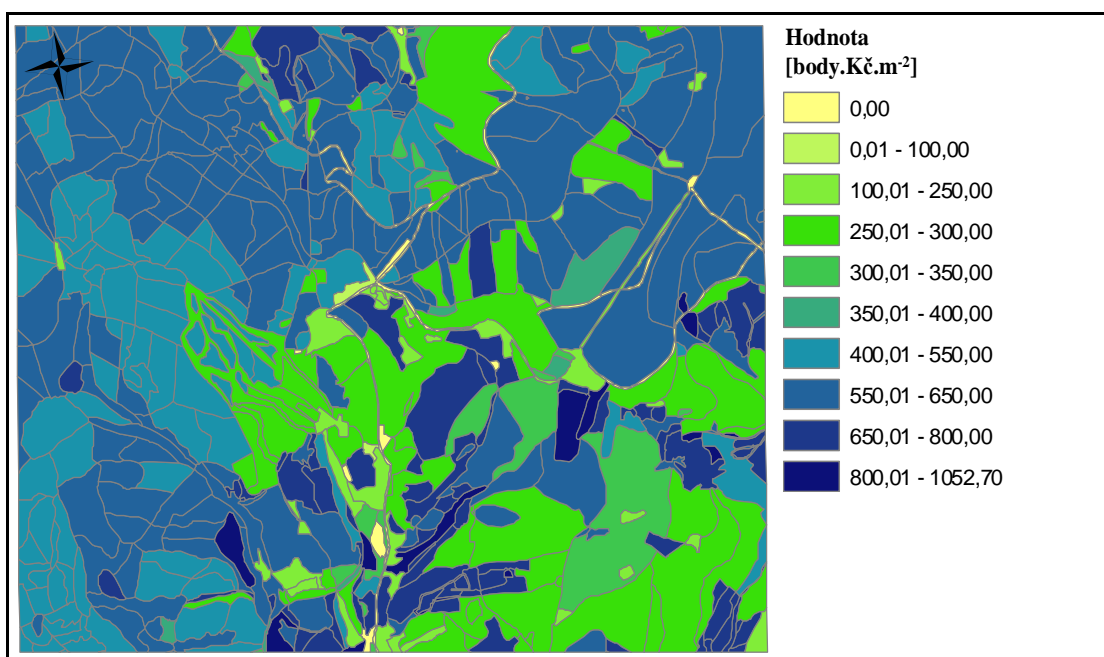 Hodnota
[body.Kč.m⁻²]
0,00
0,01 - 100,00
100,01 - 250,00
250,01 - 300,00
300,01 - 350,00
350,01 - 400,00
400,01 - 550,00
550,01 - 650,00
650,01 - 800,00
800,01 - 1052,70